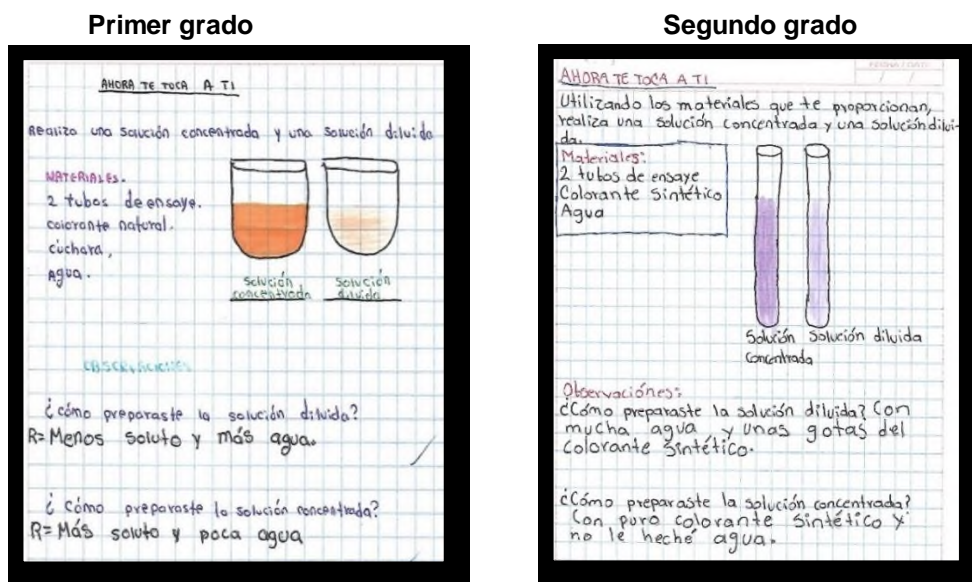 Primer grado
AHORA TE TOCA A TI
Realiza una soución concentrada y una soución diluida
MATERIALES.
2 tubos de ensaye.
colorante natural.
cuchara,
Agua.
Solución concentrada
Solución diluida
OBSERVACIONES
¿cómo preparaste la solución diluida?
R= Menos soluto y más agua.
¿cómo preparaste la solución concentrada?
R= Más soluto y poca agua
Segundo grado
AHORA TE TOCA A TI
Utilizando los materiales que te proporcionan,
realiza una solución concentrada y una solución dilui-
da.
Materiales:
2 tubos de ensaye
Colorante Sintético
Agua
Solución Concentrada
Solución diluida
Observaciónes:
¿Cómo preparaste la solución diluida? Con
mucha agua y unas gotas del
colorante Sintético.
¿Cómo preparaste la solución concentrada?
Con puro colorante Sintético y
no le heché agua.